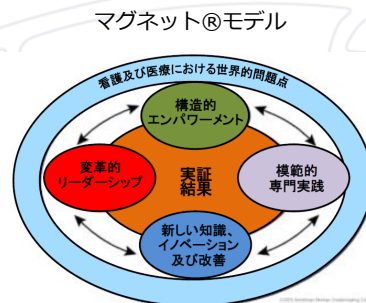 マグネット®モデル
看護及び医療における世界的問題点
構造的
エンパワーメント
変革的
リーダーシップ
実証
結果
模範的
専門実践
新しい知識、
イノベーション
及び改善